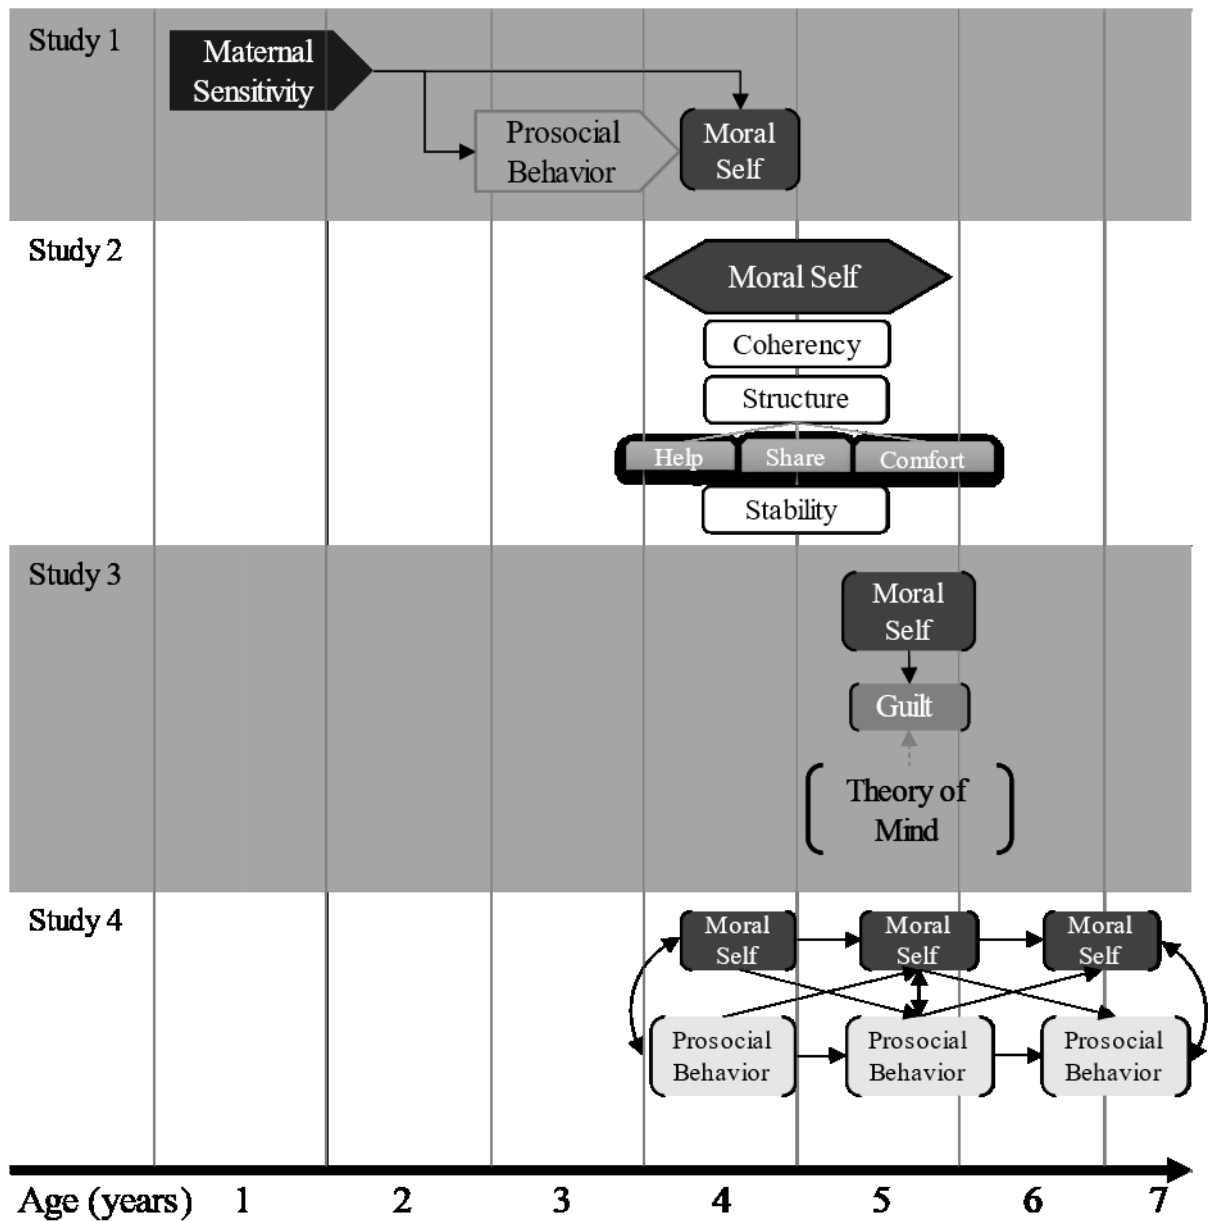 Study 1
Maternal
Sensitivity
Prosocial
Behavior
Moral
Self
Study 2
Moral Self
Coherency
Structure
Help Share Comfort
Stability
Study 3
Moral
Self
Guilt
Theory of
Mind
Study 4
Moral
Self
Moral
Self
Moral
Self
Prosocial
Behavior
Prosocial
Behavior
Prosocial
Behavior
Age (years) 1 2 3 4 5 6 7